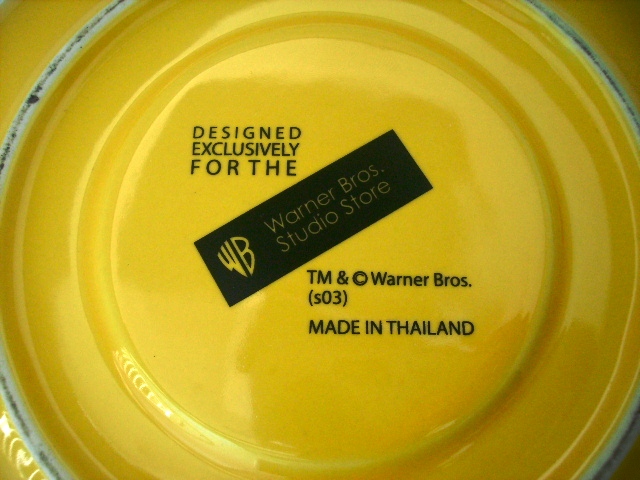 DESIGNED
EXCLUSIVELY
FOR THE
WB
Warner Bros.
Studio Store
TM & © Warner Bros.
(s03)
MADE IN THAILAND